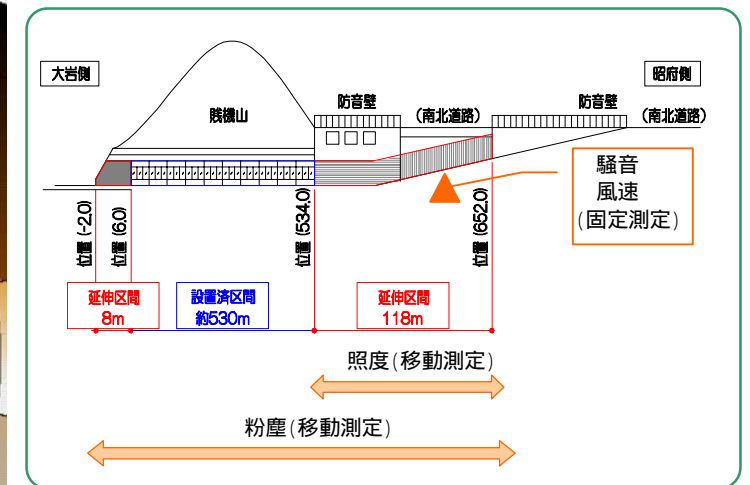 大岩側
昭府側
賎機山
防音壁
(南北道路)
防音壁
(南北道路)
騒音
風速
(固定測定)
位置 (-2.0)
位置 (6.0)
位置 (534.0)
位置 (652.0)
延伸区間
8m
設置済区間
約530m
延伸区間
118m
照度(移動測定)
粉塵(移動測定)